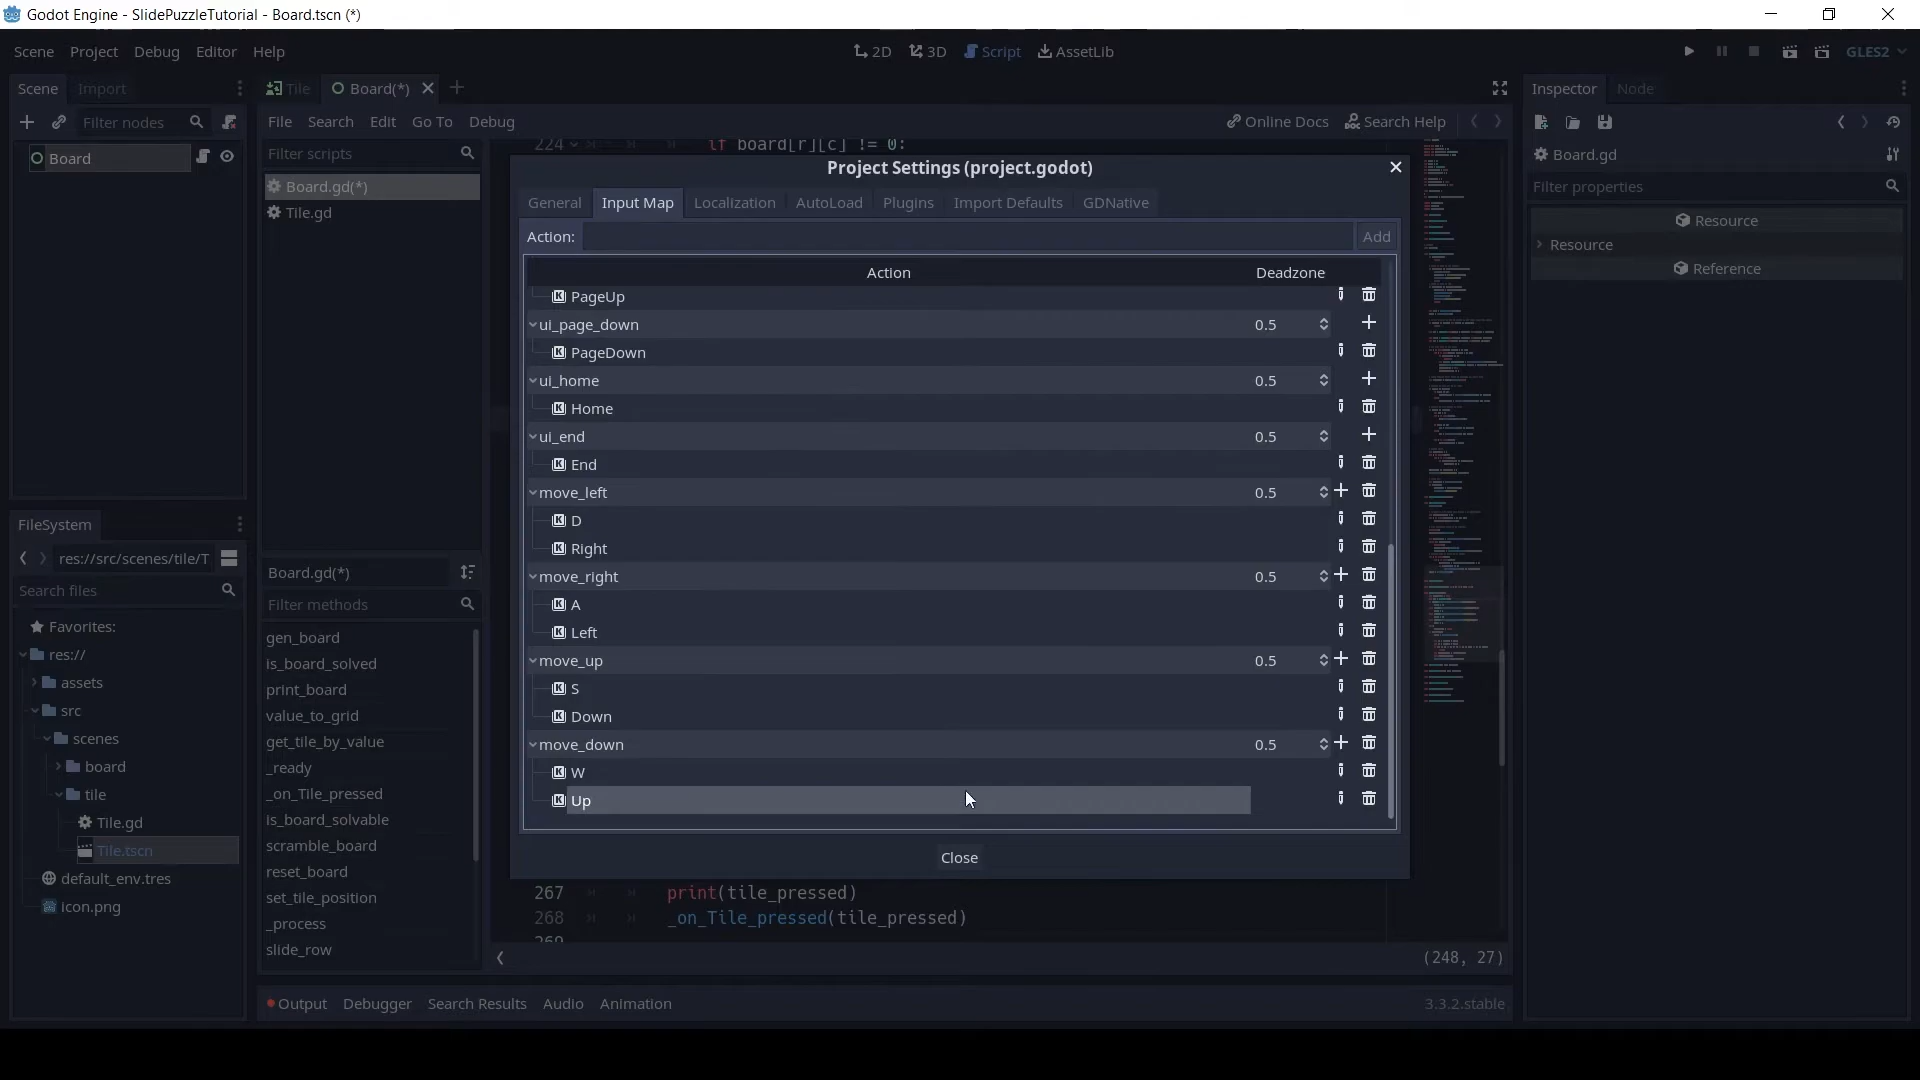 Godot Engine - SlidePuzzleTutorial - Board.tscn (*)
Scene Project Debug Editor Help
2D 3D Script AssetLib
GLES2
Scene Import
Filter nodes
Board
Tile Board(*)
File Search Edit Go To Debug
Online Docs Search Help
Filter scripts
Board.gd(*)
Tile.gd
224 if board[r][c] != 0:
Project Settings (project.godot)
General Input Map Localization AutoLoad Plugins Import Defaults GDNative
Action: Add
Action Deadzone
PageUp
ui_page_down 0.5
PageDown
ui_home 0.5
Home
ui_end 0.5
End
move_left 0.5
D
Right
move_right 0.5
A
Left
move_up 0.5
S
Down
move_down 0.5
W
Up
Close
267 print(tile_pressed)
268 _on_Tile_pressed(tile_pressed)
269
(248, 27)
Inspector Node
Board.gd
Filter properties
Resource
Resource
Reference
FileSystem
res://src/scenes/tile/T
Search files
Favorites:
res://
assets
src
scenes
board
tile
Tile.gd
Tile.tscn
default_env.tres
icon.png
Board.gd(*)
Filter methods
gen_board
is_board_solved
print_board
value_to_grid
get_tile_by_value
_ready
_on_Tile_pressed
is_board_solvable
scramble_board
reset_board
set_tile_position
_process
slide_row
Output Debugger Search Results Audio Animation
3.3.2.stable